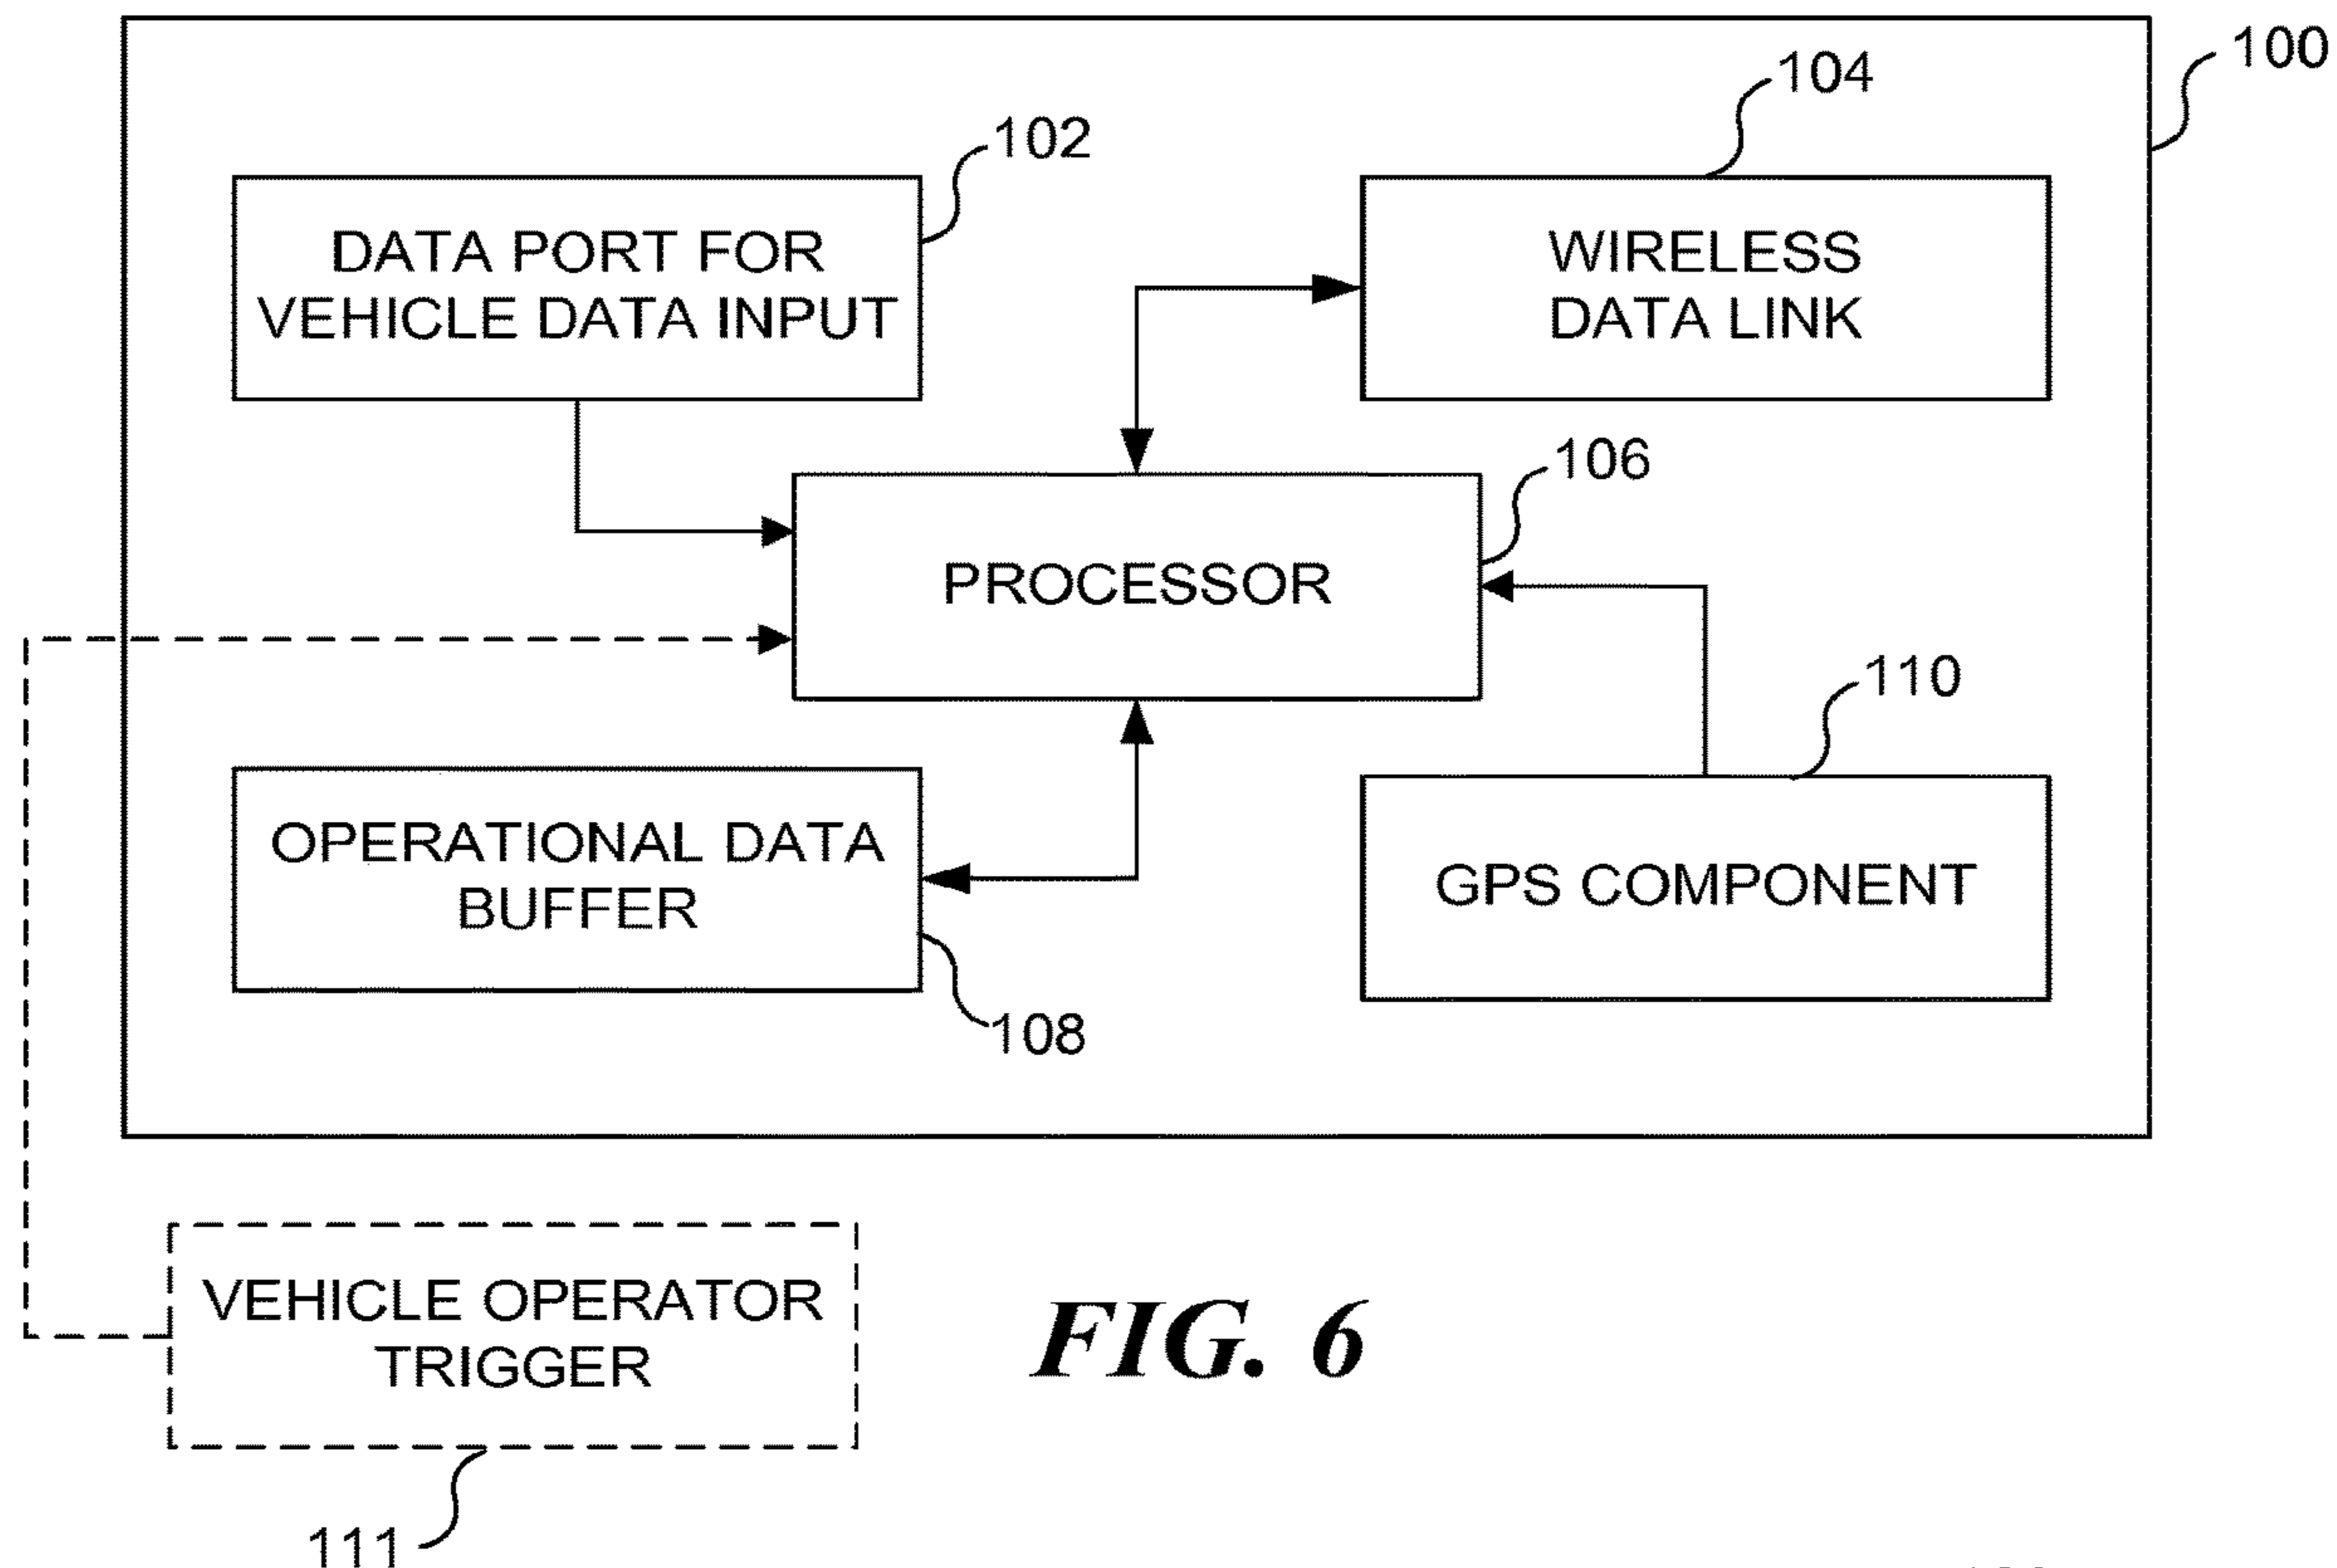 100
104
102
DATA PORT FOR
VEHICLE DATA INPUT
WIRELESS
DATA LINK
106
PROCESSOR
110
OPERATIONAL DATA
BUFFER
GPS COMPONENT
108
VEHICLE OPERATOR
TRIGGER
FIG. 6
111